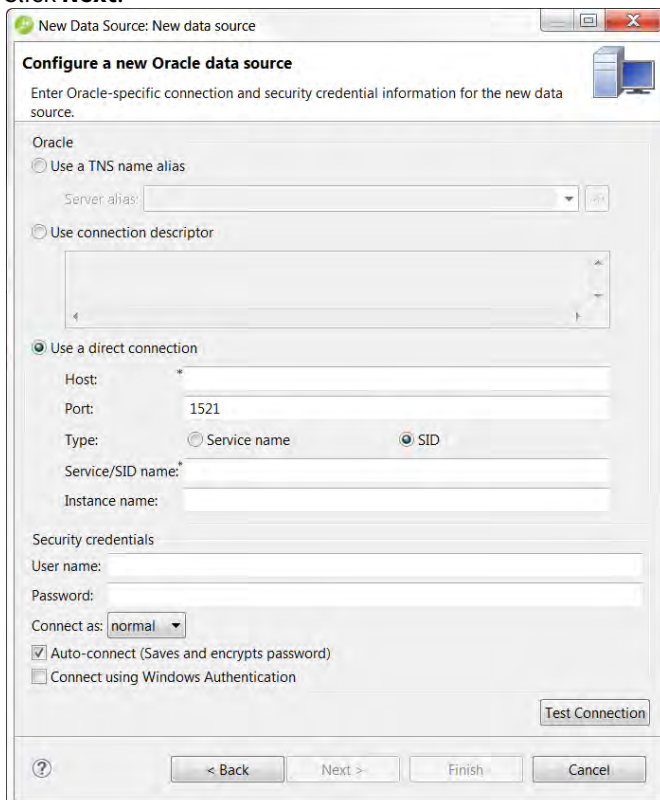 Click Next.
New Data Source: New data source
Configure a new Oracle data source
Enter Oracle-specific connection and security credential information for the new data
source.
Oracle
Use a TNS name alias
Server alias:
Use connection descriptor
Use a direct connection
Host: *
Port: 1521
Type: Service name SID
Service/SID name:*
Instance name:
Security credentials
User name:
Password:
Connect as: normal
Auto-connect (Saves and encrypts password)
Connect using Windows Authentication
Test Connection
? < Back Next > Finish Cancel